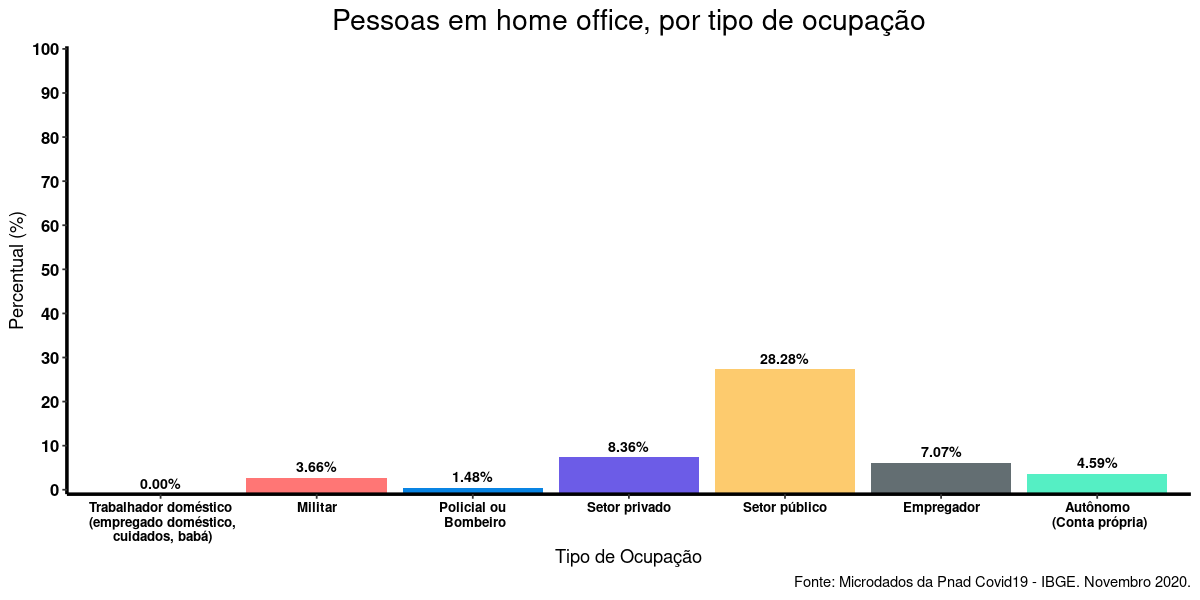 Pessoas em home office, por tipo de ocupação
Percentual (%)
100
90
80
70
60
50
40
30
20
10
0
0.00%
3.66%
1.48%
8.36%
28.28%
7.07%
4.59%
Trabalhador doméstico
(empregado doméstico,
cuidados, babá)
Militar
Policial ou
Bombeiro
Setor privado
Setor público
Empregador
Autônomo
(Conta própria)
Tipo de Ocupação
Fonte: Microdados da Pnad Covid19 - IBGE. Novembro 2020.